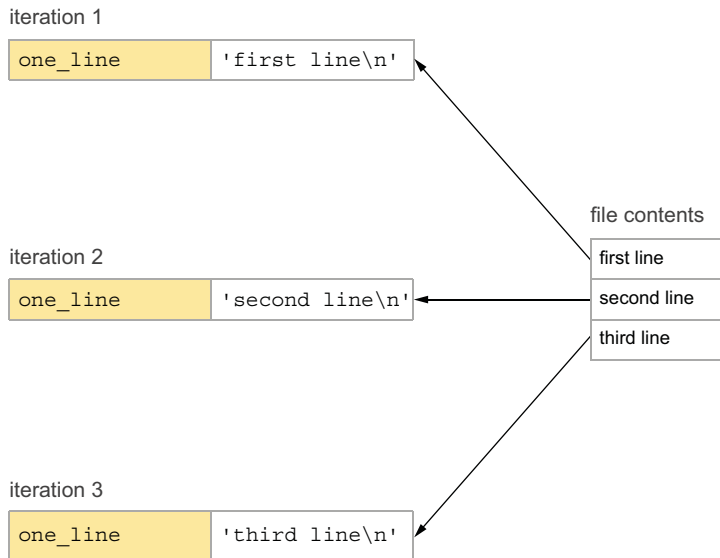 iteration 1
one_line 'first line\n'
file contents
first line
second line
third line
iteration 2
one_line 'second line\n'
iteration 3
one_line 'third line\n'